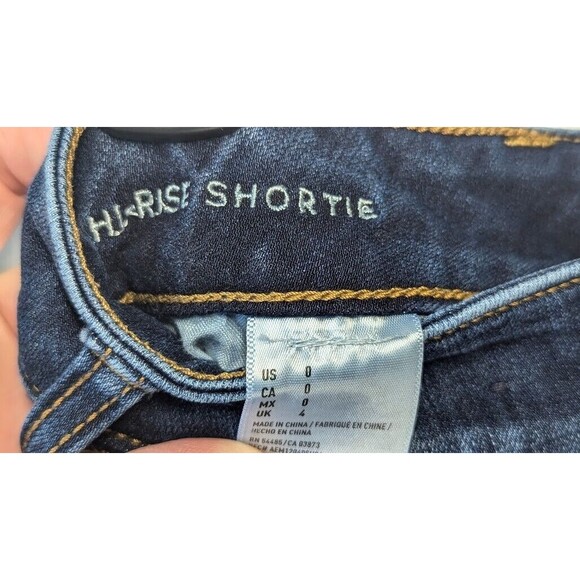 HI-RISE SHORTIE
US 0
CA 0
MX 0
UK 4
MADE IN CHINA / FABRIQUÉ EN CHINE /
HECHO EN CHINA
RN 54485/CA 03873